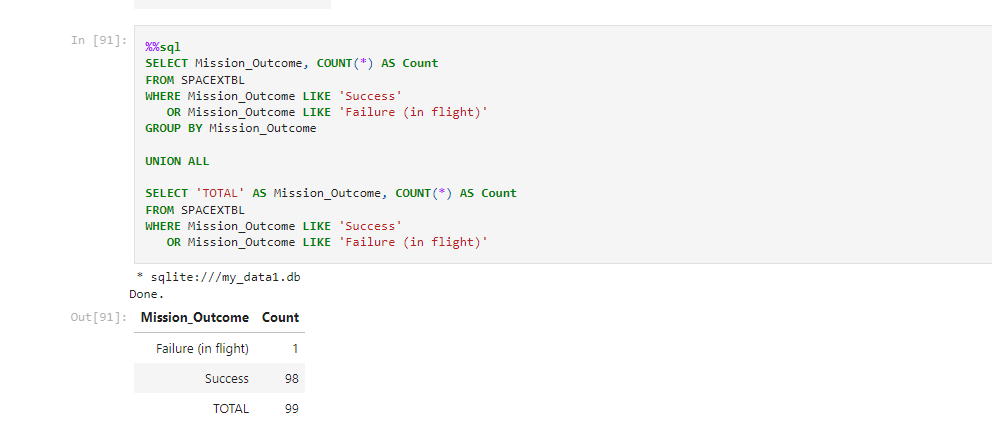 In [91]:
%%sql
SELECT Mission_Outcome, COUNT(*) AS Count
FROM SPACEXTBL
WHERE Mission_Outcome LIKE 'Success'
   OR Mission_Outcome LIKE 'Failure (in flight)'
GROUP BY Mission_Outcome

UNION ALL

SELECT 'TOTAL' AS Mission_Outcome, COUNT(*) AS Count
FROM SPACEXTBL
WHERE Mission_Outcome LIKE 'Success'
   OR Mission_Outcome LIKE 'Failure (in flight)'
* sqlite:///my_data1.db
Done.
Out[91]: Mission_Outcome Count
Failure (in flight) 1
Success 98
TOTAL 99